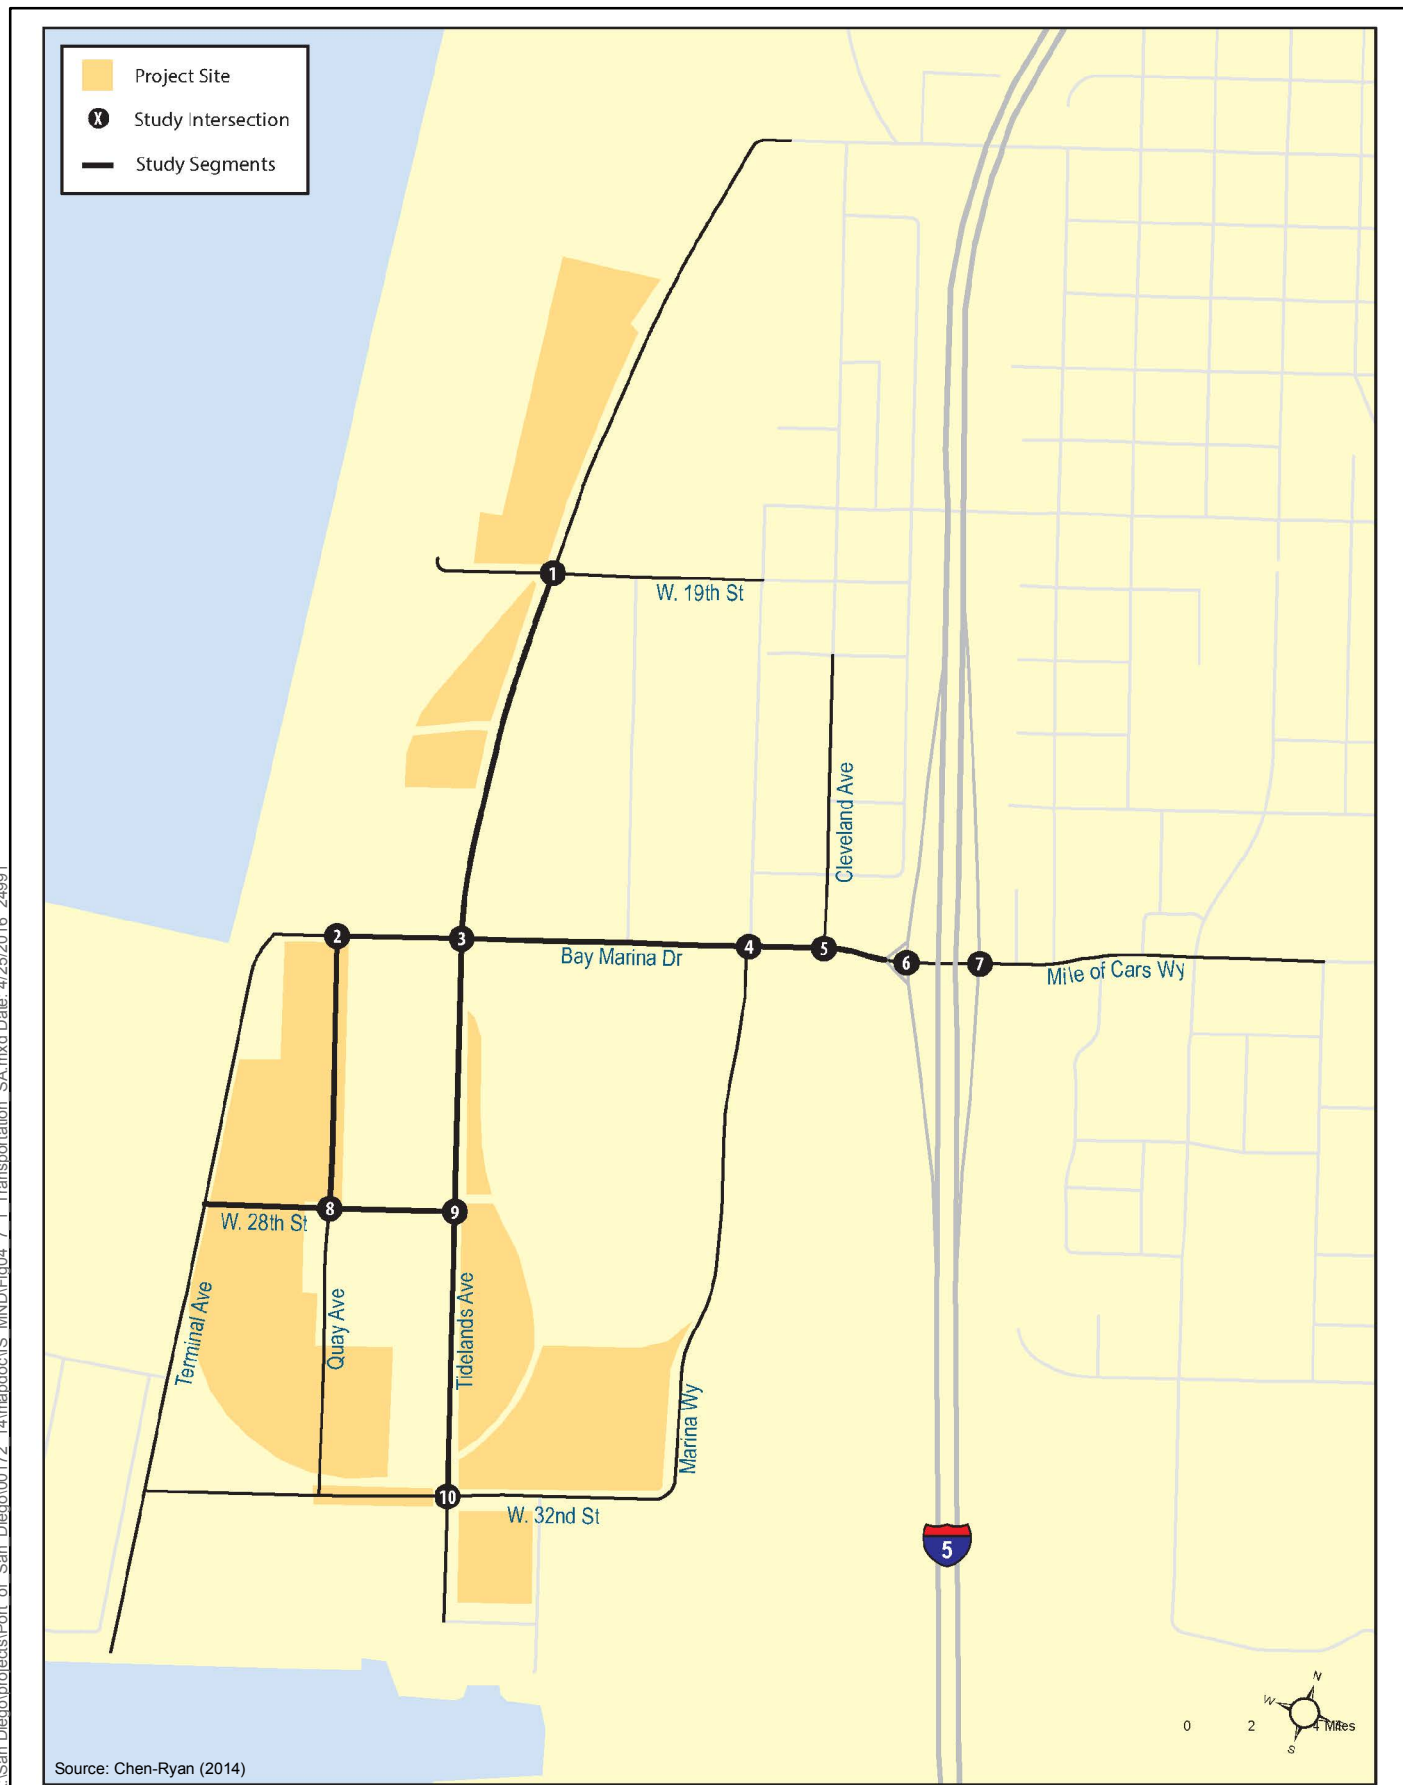 Project Site
X Study Intersection
Study Segments
1
W. 19th St
Cleveland Ave
2
3
4
5
6
7
Bay Marina Dr
Mile of Cars Wy
8
9
W. 28th St
Terminal Ave
Quay Ave
Tidelands Ave
Marina Wy
10
W. 32nd St
5
N
W
S
0 2 4 Miles
Source: Chen-Ryan (2014)